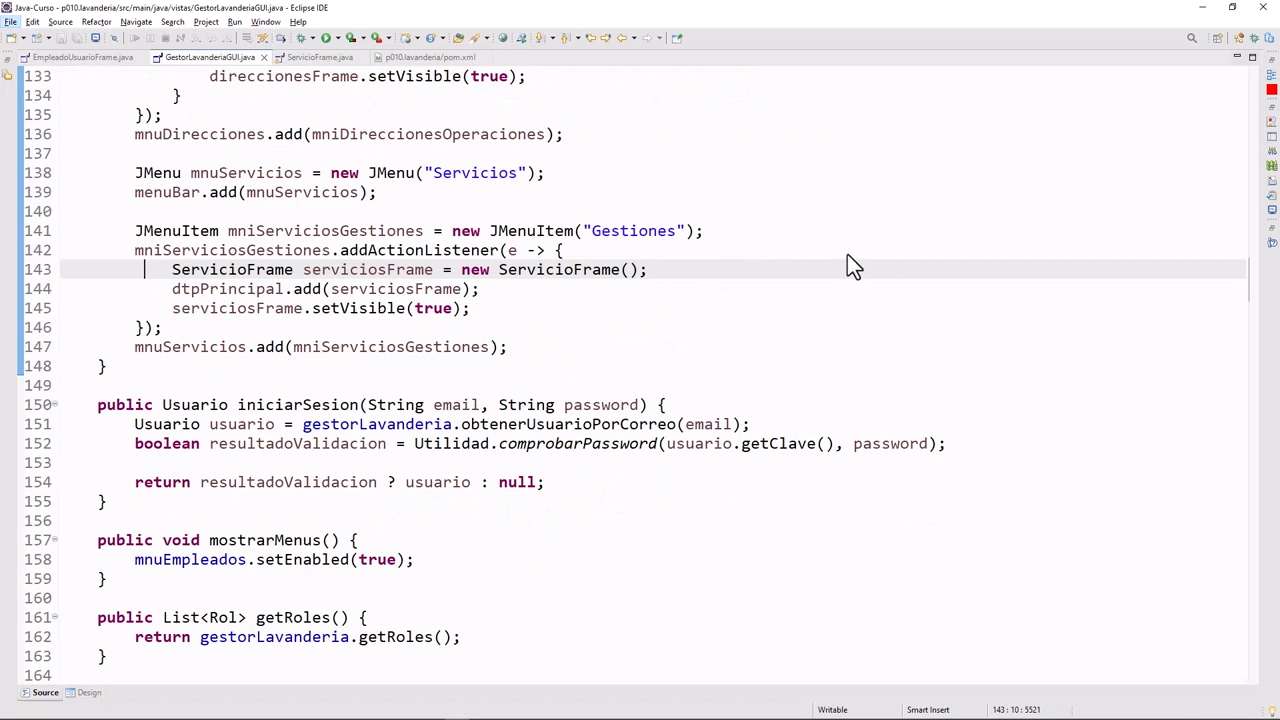 Java-Curso - p010.lavanderia/src/main/java/vistas/GestorLavanderiaGUI.java - Eclipse IDE
File Edit Source Refactor Navigate Search Project Run Window Help
EmpleadoUsuarioFrame.java GestorLavanderiaGUI.java ServicioFrame.java p010.lavanderia/pom.xml
133 direccionesFrame.setVisible(true);
134 }
135 });
136 mnuDirecciones.add(mniDireccionesOperaciones);
137
138 JMenu mnuServicios = new JMenu("Servicios");
139 menuBar.add(mnuServicios);
140
141 JMenuItem mniServiciosGestiones = new JMenuItem("Gestiones");
142 mniServiciosGestiones.addActionListener(e -> {
143 ServicioFrame serviciosFrame = new ServicioFrame();
144 dtpPrincipal.add(serviciosFrame);
145 serviciosFrame.setVisible(true);
146 });
147 mnuServicios.add(mniServiciosGestiones);
148 }
149
150 public Usuario iniciarSesion(String email, String password) {
151 Usuario usuario = gestorLavanderia.obtenerUsuarioPorCorreo(email);
152 boolean resultadoValidacion = Utilidad.comprobarPassword(usuario.getClave(), password);
153
154 return resultadoValidacion ? usuario : null;
155 }
156
157 public void mostrarMenus() {
158 mnuEmpleados.setEnabled(true);
159 }
160
161 public List<Rol> getRoles() {
162 return gestorLavanderia.getRoles();
163 }
164
Source Design
Writable Smart Insert 143 : 10 : 5521